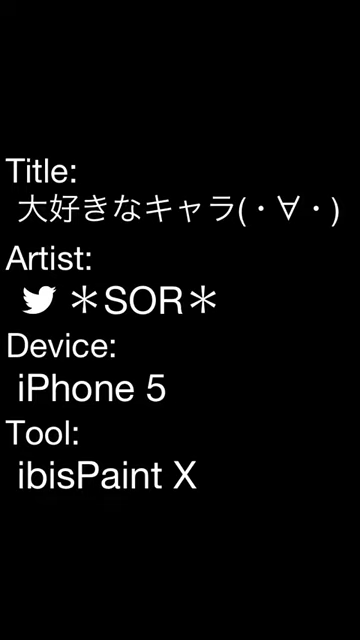 Title:
大好きなキャラ(・∀・)
Artist:
＊SOR＊
Device:
iPhone 5
Tool:
ibisPaint X